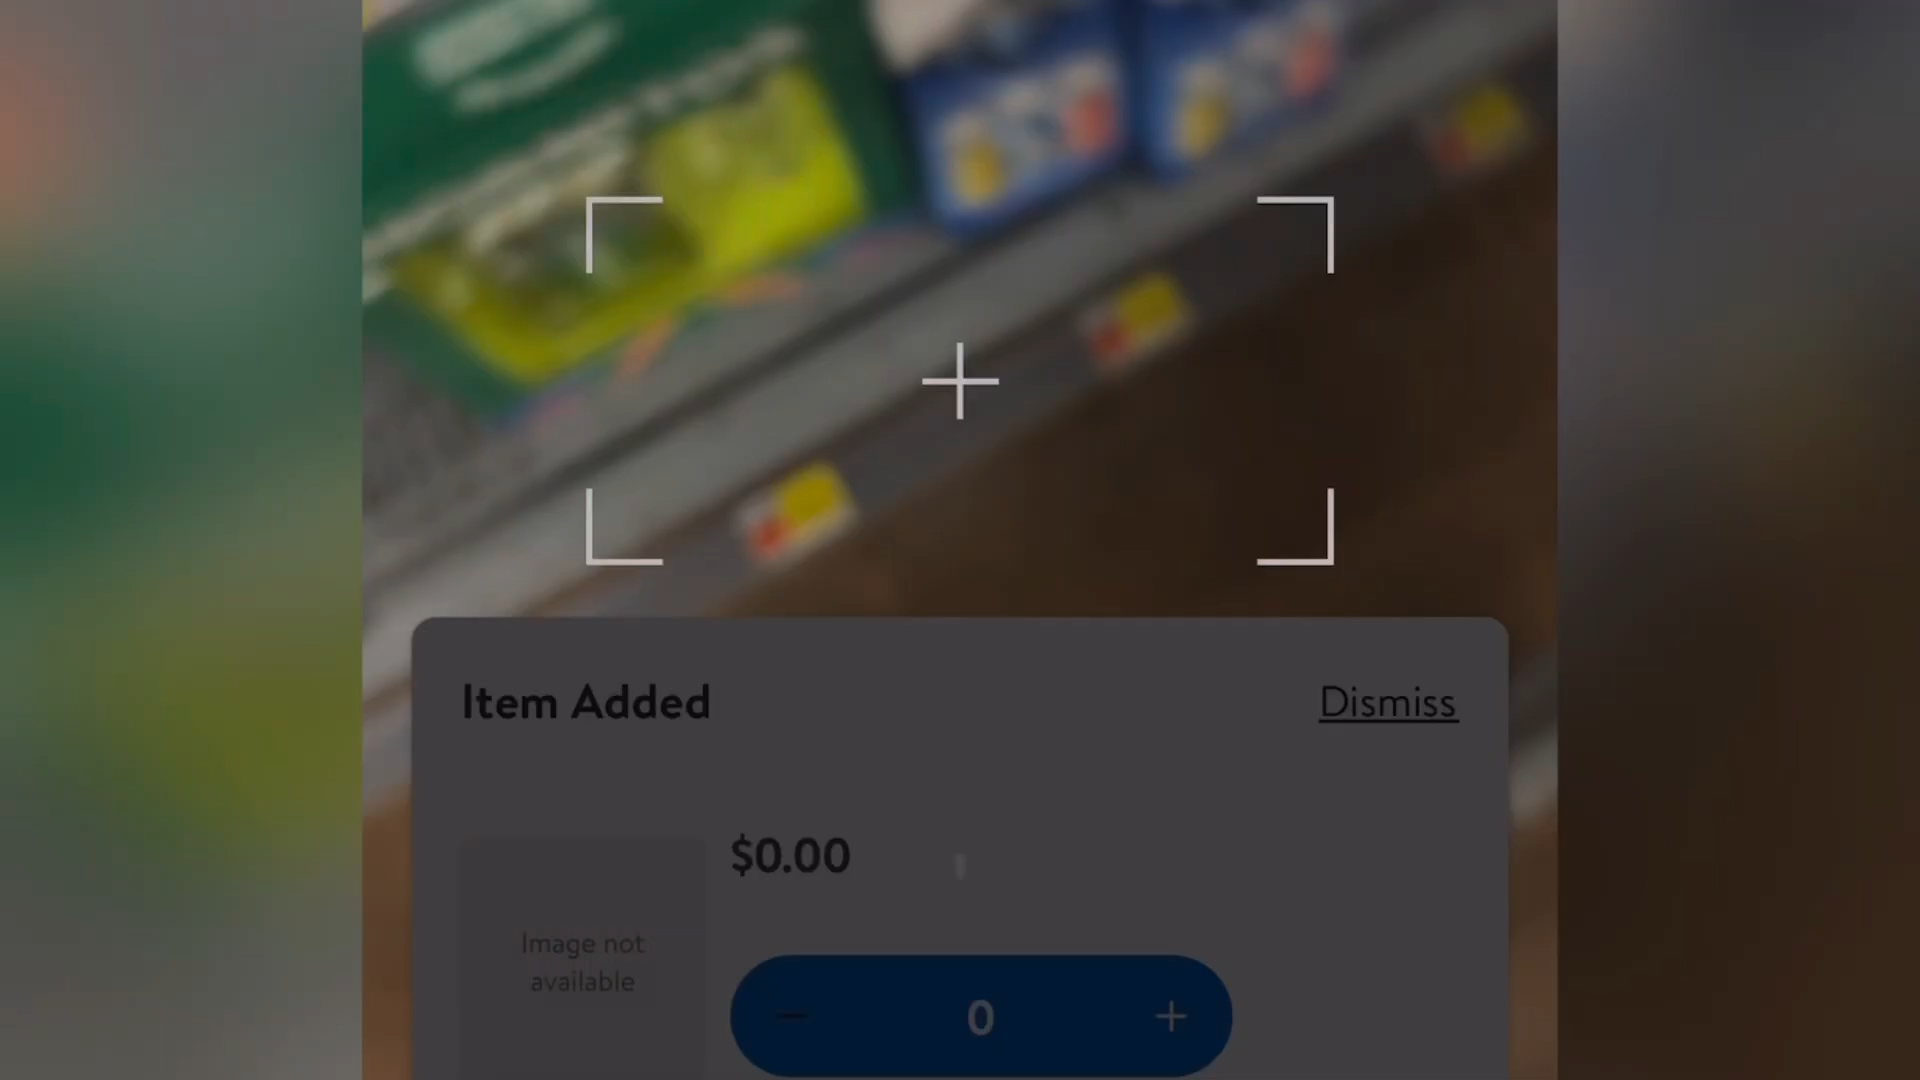 Item Added
Dismiss
$0.00
Image not
available
0